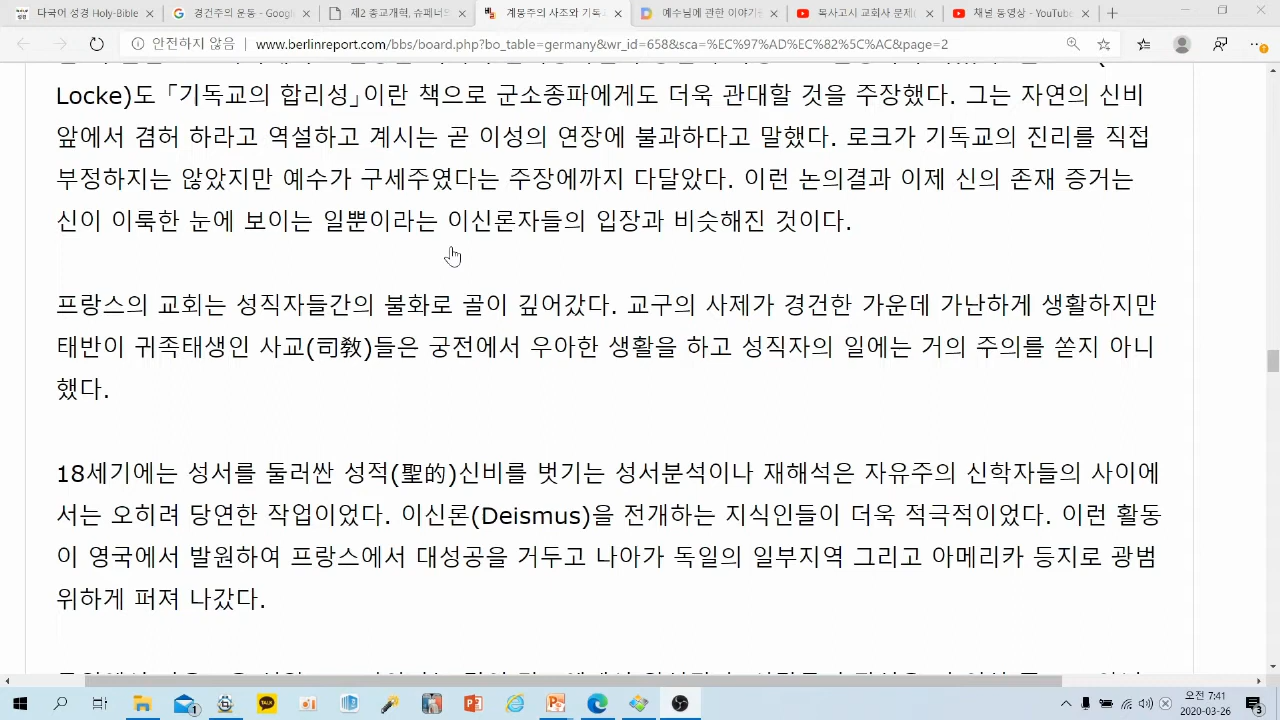 다국어 성경 Holy-Bible
경건주의 운동 - Googl
제2 종교개혁, 슈페너의
계몽주의 사조와 기독교
예수님에 관한 이야기
목사고시 교회사 문제
채널 동영상 - YouTube
안전하지 않음 www.berlinreport.com/bbs/board.php?bo_table=germany&wr_id=658&sca=%EC%97%AD%EC%82%5C%AC&page=2
Locke)도 「기독교의 합리성」이란 책으로 군소종파에게도 더욱 관대할 것을 주장했다. 그는 자연의 신비
앞에서 겸허 하라고 역설하고 계시는 곧 이성의 연장에 불과하다고 말했다. 로크가 기독교의 진리를 직접
부정하지는 않았지만 예수가 구세주였다는 주장에까지 다달았다. 이런 논의결과 이제 신의 존재 증거는
신이 이룩한 눈에 보이는 일뿐이라는 이신론자들의 입장과 비슷해진 것이다.
프랑스의 교회는 성직자들간의 불화로 골이 깊어갔다. 교구의 사제가 경건한 가운데 가난하게 생활하지만
태반이 귀족태생인 사교(司敎)들은 궁전에서 우아한 생활을 하고 성직자의 일에는 거의 주의를 쏟지 아니
했다.
18세기에는 성서를 둘러싼 성적(聖的)신비를 벗기는 성서분석이나 재해석은 자유주의 신학자들의 사이에
서는 오히려 당연한 작업이었다. 이신론(Deismus)을 전개하는 지식인들이 더욱 적극적이었다. 이런 활동
이 영국에서 발원하여 프랑스에서 대성공을 거두고 나아가 독일의 일부지역 그리고 아메리카 등지로 광범
위하게 퍼져 나갔다.
오전 7:41
2020-03-26